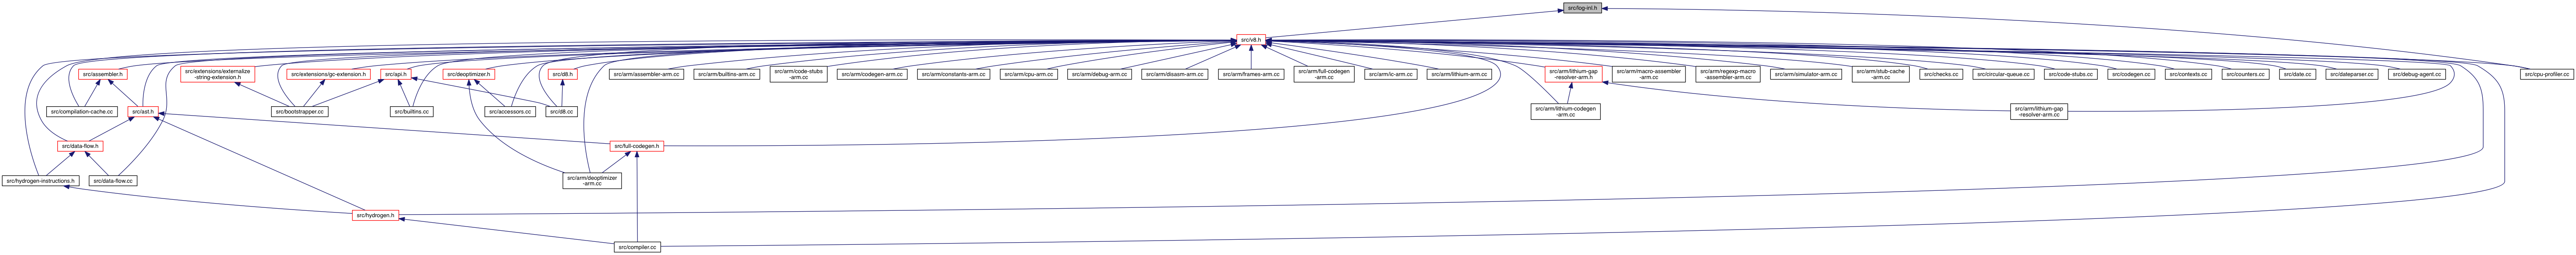 src/log-inl.h
src/v8.h
src/assembler.h
src/extensions/externalize
-string-extension.h
src/extensions/gc-extension.h
src/api.h
src/deoptimizer.h
src/d8.h
src/arm/assembler-arm.cc
src/arm/builtins-arm.cc
src/arm/code-stubs
-arm.cc
src/arm/codegen-arm.cc
src/arm/constants-arm.cc
src/arm/cpu-arm.cc
src/arm/debug-arm.cc
src/arm/disasm-arm.cc
src/arm/frames-arm.cc
src/arm/full-codegen
-arm.cc
src/arm/ic-arm.cc
src/arm/lithium-arm.cc
src/arm/lithium-gap
-resolver-arm.h
src/arm/macro-assembler
-arm.cc
src/arm/regexp-macro
-assembler-arm.cc
src/arm/simulator-arm.cc
src/arm/stub-cache
-arm.cc
src/checks.cc
src/circular-queue.cc
src/code-stubs.cc
src/codegen.cc
src/contexts.cc
src/counters.cc
src/date.cc
src/dateparser.cc
src/debug-agent.cc
src/cpu-profiler.cc
src/compilation-cache.cc
src/ast.h
src/bootstrapper.cc
src/builtins.cc
src/accessors.cc
src/d8.cc
src/arm/lithium-codegen
-arm.cc
src/arm/lithium-gap
-resolver-arm.cc
src/data-flow.h
src/full-codegen.h
src/hydrogen-instructions.h
src/data-flow.cc
src/arm/deoptimizer
-arm.cc
src/hydrogen.h
src/compiler.cc